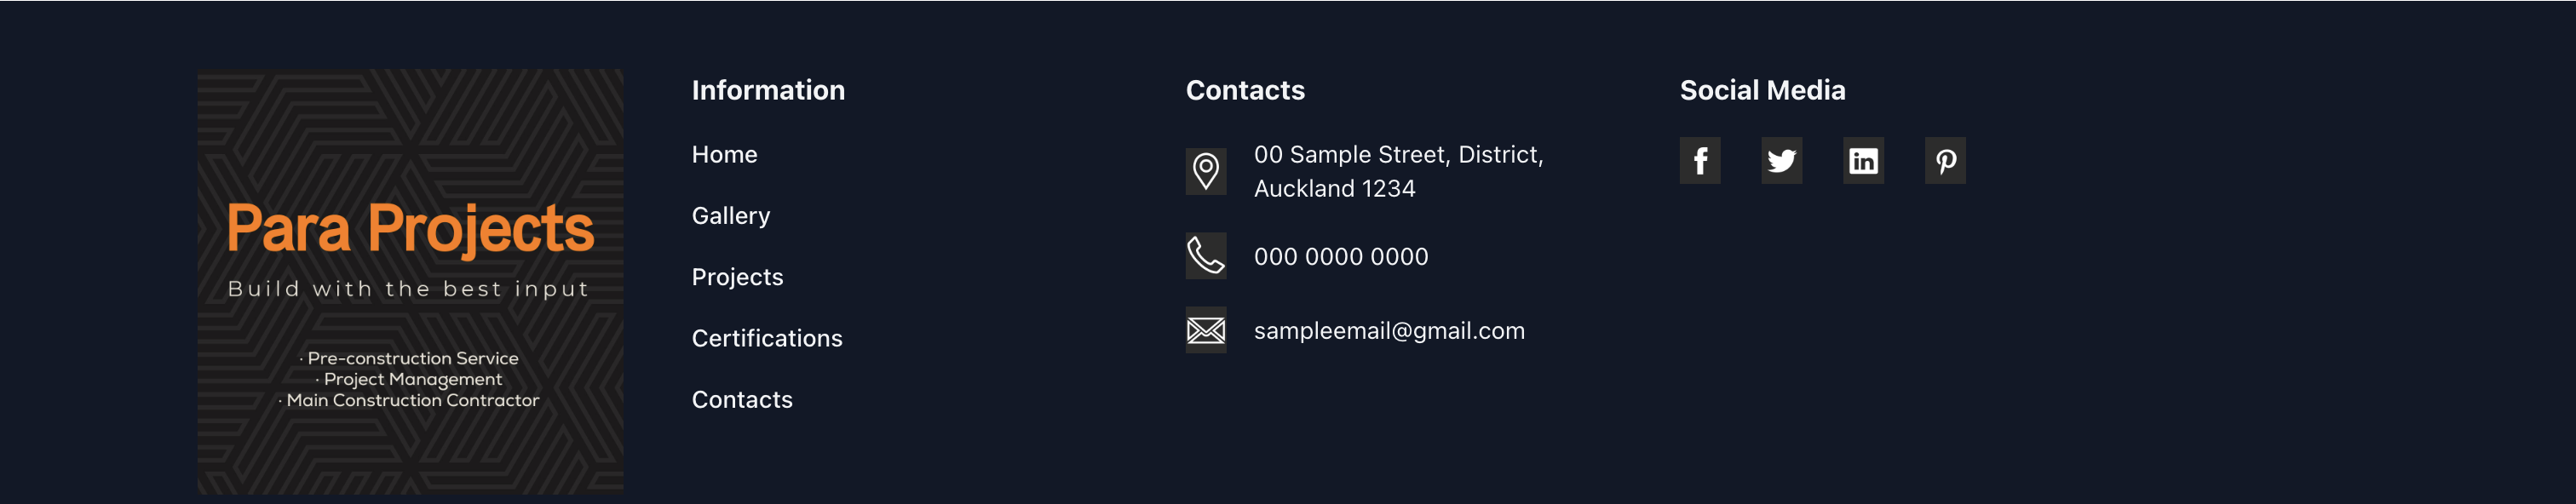 Para Projects
Build with the best input
· Pre-construction Service
· Project Management
· Main Construction Contractor
Information
Home
Gallery
Projects
Certifications
Contacts
Contacts
00 Sample Street, District,
Auckland 1234
000 0000 0000
sampleemail@gmail.com
Social Media